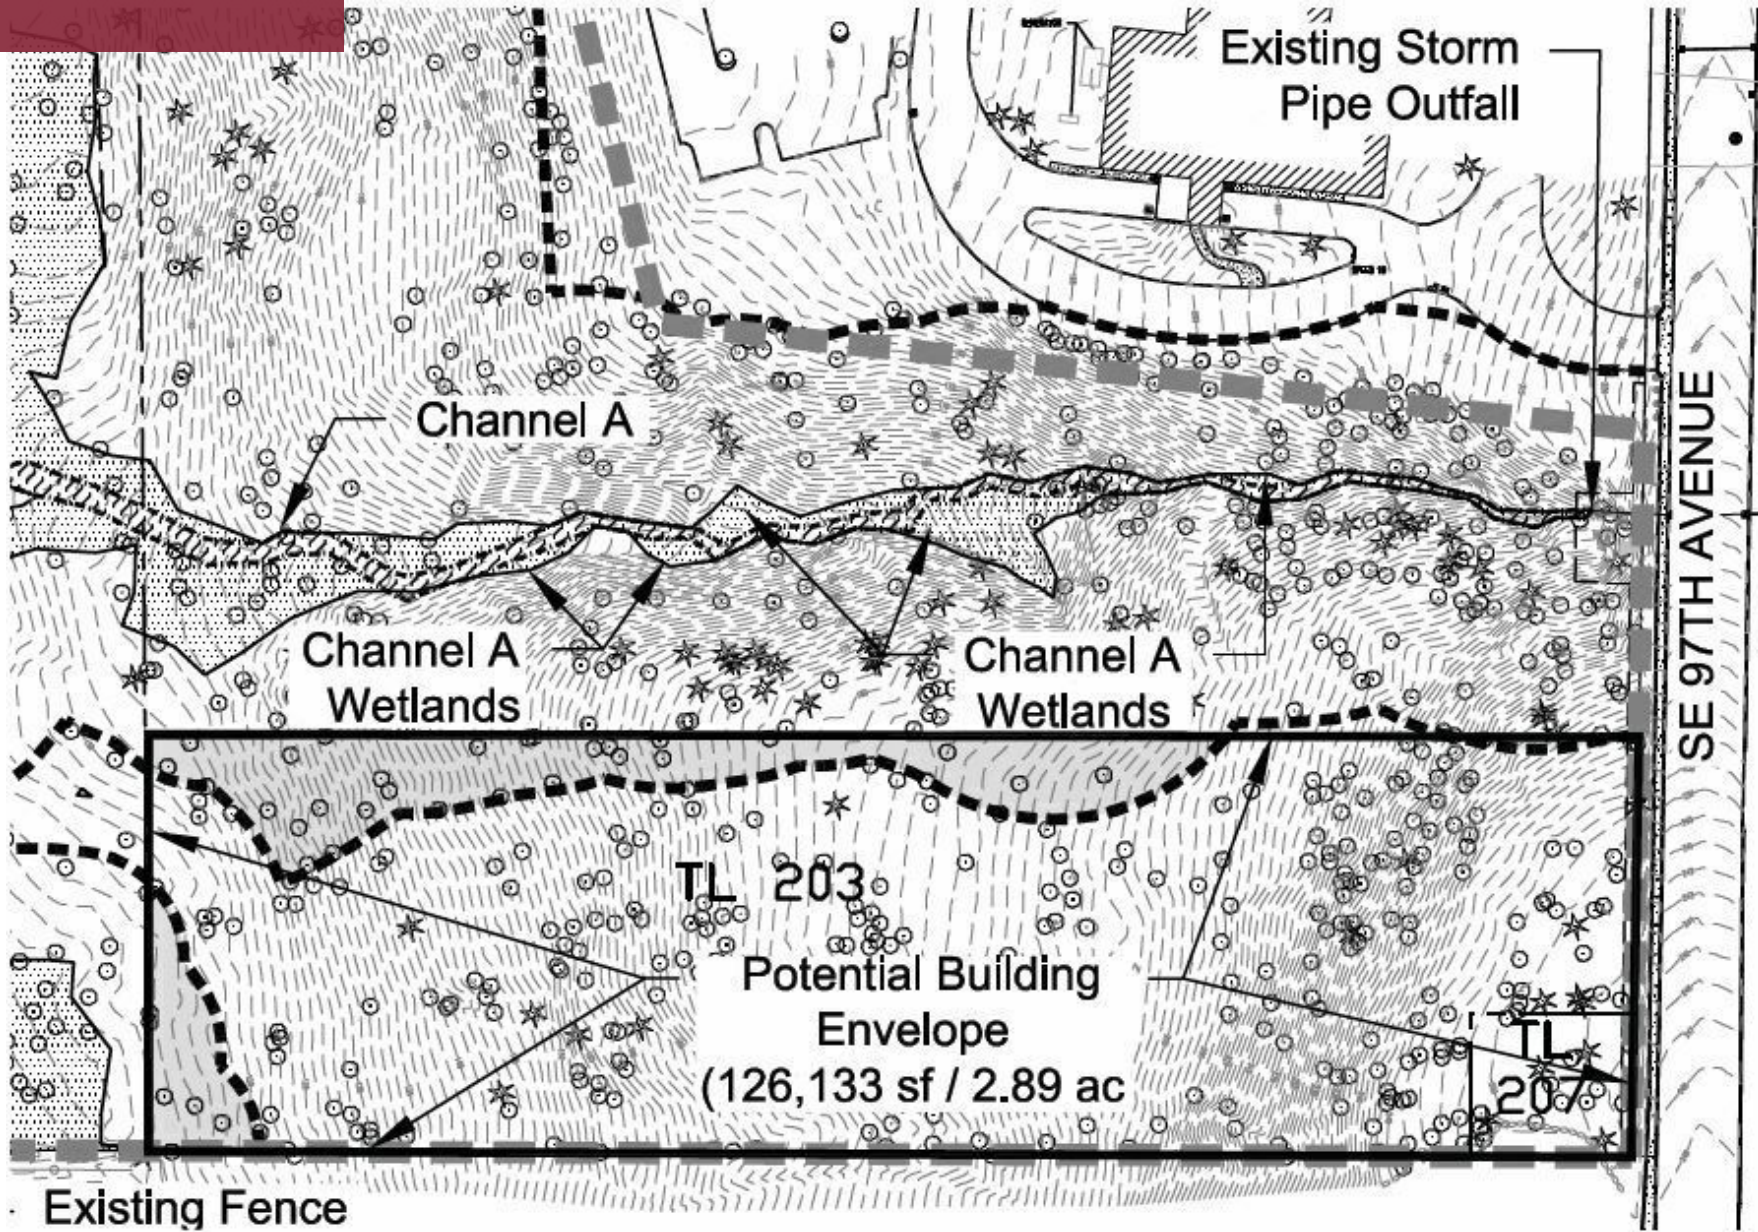 Existing Storm
Pipe Outfall
Channel A
Channel A
Wetlands
Channel A
Wetlands
SE 97TH AVENUE
TL 203
Potential Building
Envelope
(126,133 sf / 2.89 ac
TL
207
Existing Fence